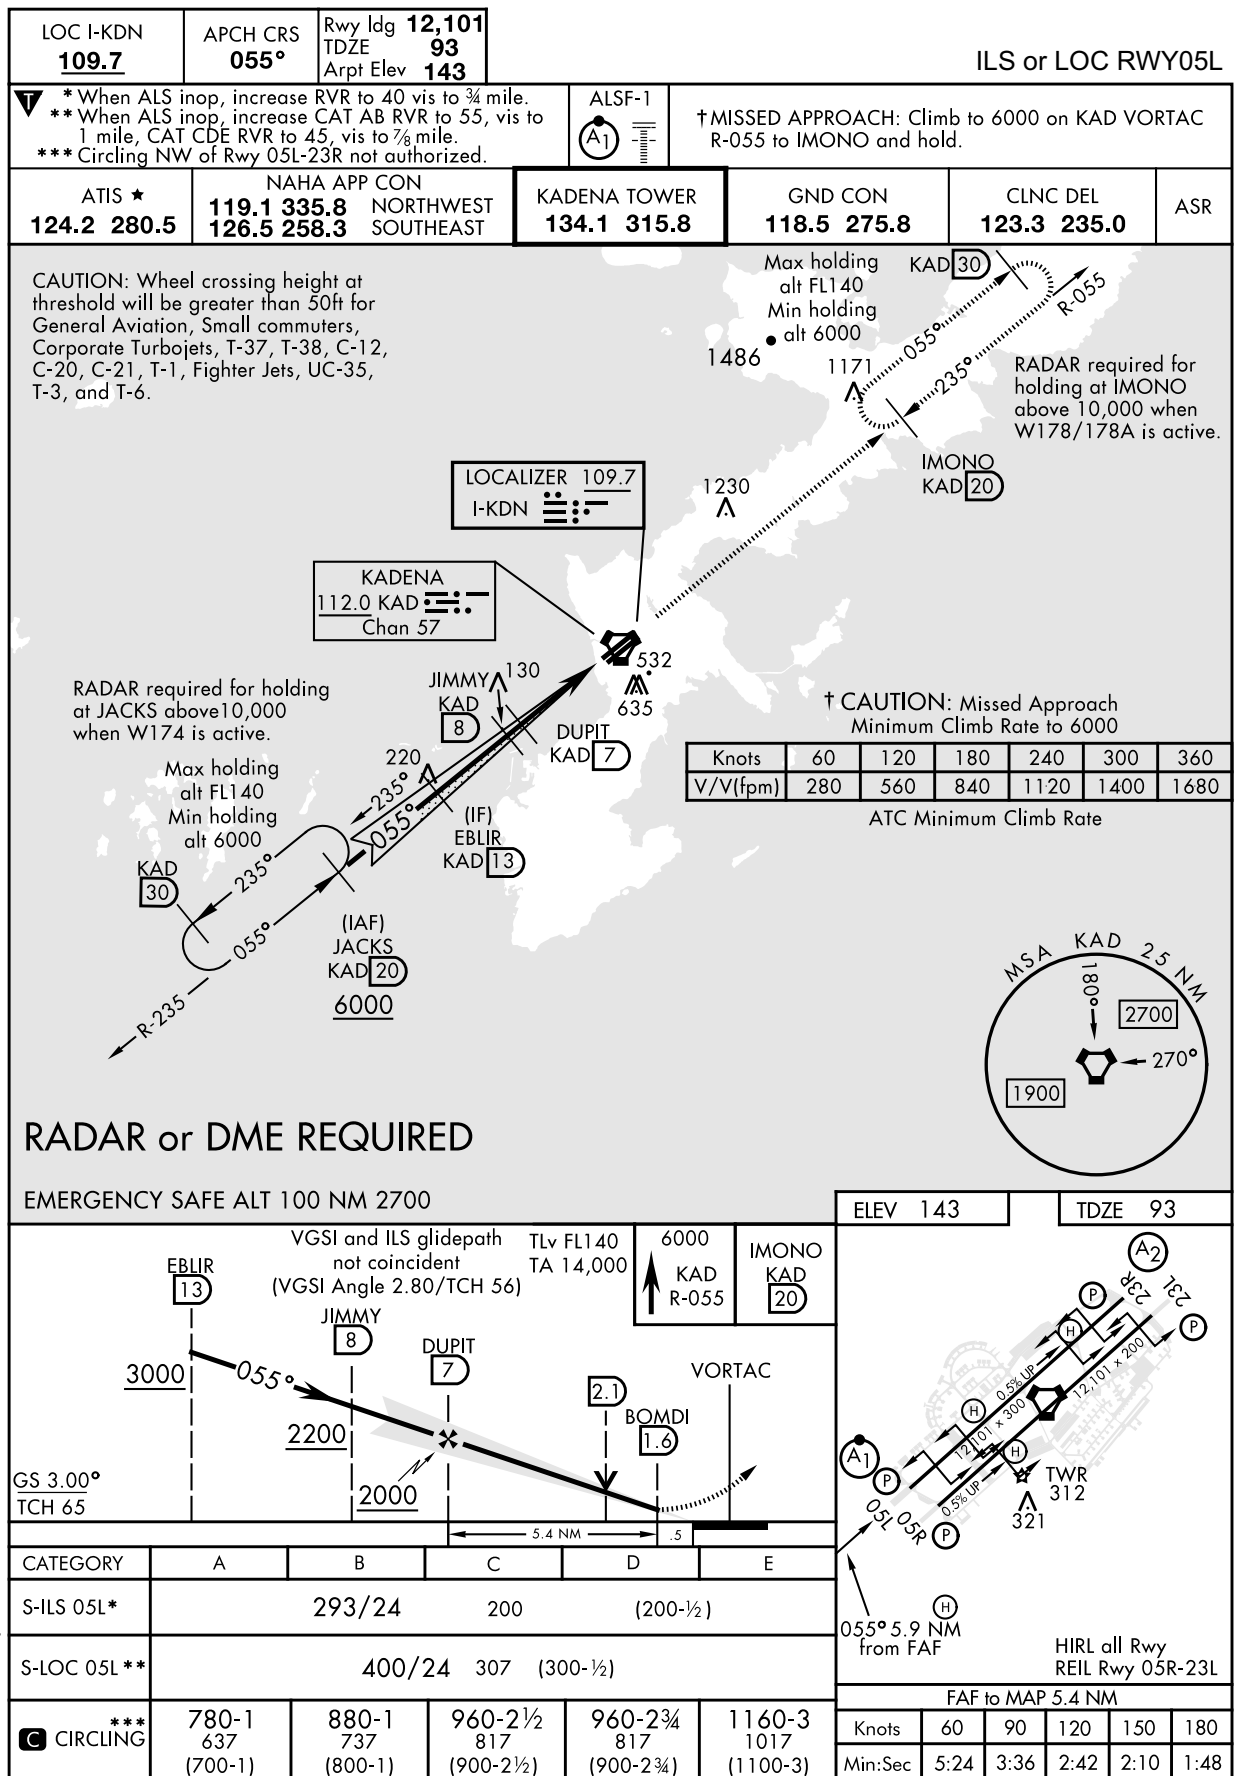 LOC I-KDN
109.7
APCH CRS
055°
Rwy ldg 12,101
TDZE 93
Arpt Elev 143
ILS or LOC RWY05L
T
* When ALS inop, increase RVR to 40 vis to ¾ mile.
** When ALS inop, increase CAT AB RVR to 55, vis to
1 mile, CAT CDE RVR to 45, vis to ⅞ mile.
*** Circling NW of Rwy 05L-23R not authorized.
ALSF-1
A1
†MISSED APPROACH: Climb to 6000 on KAD VORTAC
R-055 to IMONO and hold.
ATIS ★
124.2 280.5
NAHA APP CON
119.1 335.8 NORTHWEST
126.5 258.3 SOUTHEAST
KADENA TOWER
134.1 315.8
GND CON
118.5 275.8
CLNC DEL
123.3 235.0
ASR
CAUTION: Wheel crossing height at
threshold will be greater than 50ft for
General Aviation, Small commuters,
Corporate Turbojets, T-37, T-38, C-12,
C-20, C-21, T-1, Fighter Jets, UC-35,
T-3, and T-6.
Max holding
alt FL140
Min holding
alt 6000
KAD 30
R-055
055°
235°
1486
1171
RADAR required for
holding at IMONO
above 10,000 when
W178/178A is active.
IMONO
KAD 20
LOCALIZER 109.7
I-KDN
1230
KADENA
112.0 KAD
Chan 57
532
635
JIMMY
KAD
8
130
DUPIT
KAD 7
RADAR required for holding
at JACKS above10,000
when W174 is active.
220
235°
055°
Max holding
alt FL140
Min holding
alt 6000
(IF)
EBLIR
KAD 13
KAD
30
235°
055°
(IAF)
JACKS
KAD 20
6000
R-235
† CAUTION: Missed Approach
Minimum Climb Rate to 6000
Knots 60 120 180 240 300 360
V/V(fpm) 280 560 840 1120 1400 1680
ATC Minimum Climb Rate
MSA KAD 25 NM
180°
2700
270°
1900
RADAR or DME REQUIRED
EMERGENCY SAFE ALT 100 NM 2700
VGSI and ILS glidepath
not coincident
(VGSI Angle 2.80/TCH 56)
TLv FL140
TA 14,000
6000
KAD
R-055
IMONO
KAD
20
EBLIR
13
JIMMY
8
DUPIT
7
2.1
BOMDI
1.6
VORTAC
3000
055°
2200
2000
GS 3.00°
TCH 65
5.4 NM
.5
CATEGORY A B C D E
S-ILS 05L* 293/24 200 (200-½)
S-LOC 05L ** 400/24 307 (300-½)
C CIRCLING ***
780-1
637
(700-1)
880-1
737
(800-1)
960-2½
817
(900-2½)
960-2¾
817
(900-2¾)
1160-3
1017
(1100-3)
ELEV 143
TDZE 93
A2
23R
23L
P
P
H
0.5% UP
12,101 x 200
H
12,101 x 300
H
A1
P
0.5% UP
TWR
312
321
05L
05R
P
H
055° 5.9 NM
from FAF
HIRL all Rwy
REIL Rwy 05R-23L
FAF to MAP 5.4 NM
Knots 60 90 120 150 180
Min:Sec 5:24 3:36 2:42 2:10 1:48